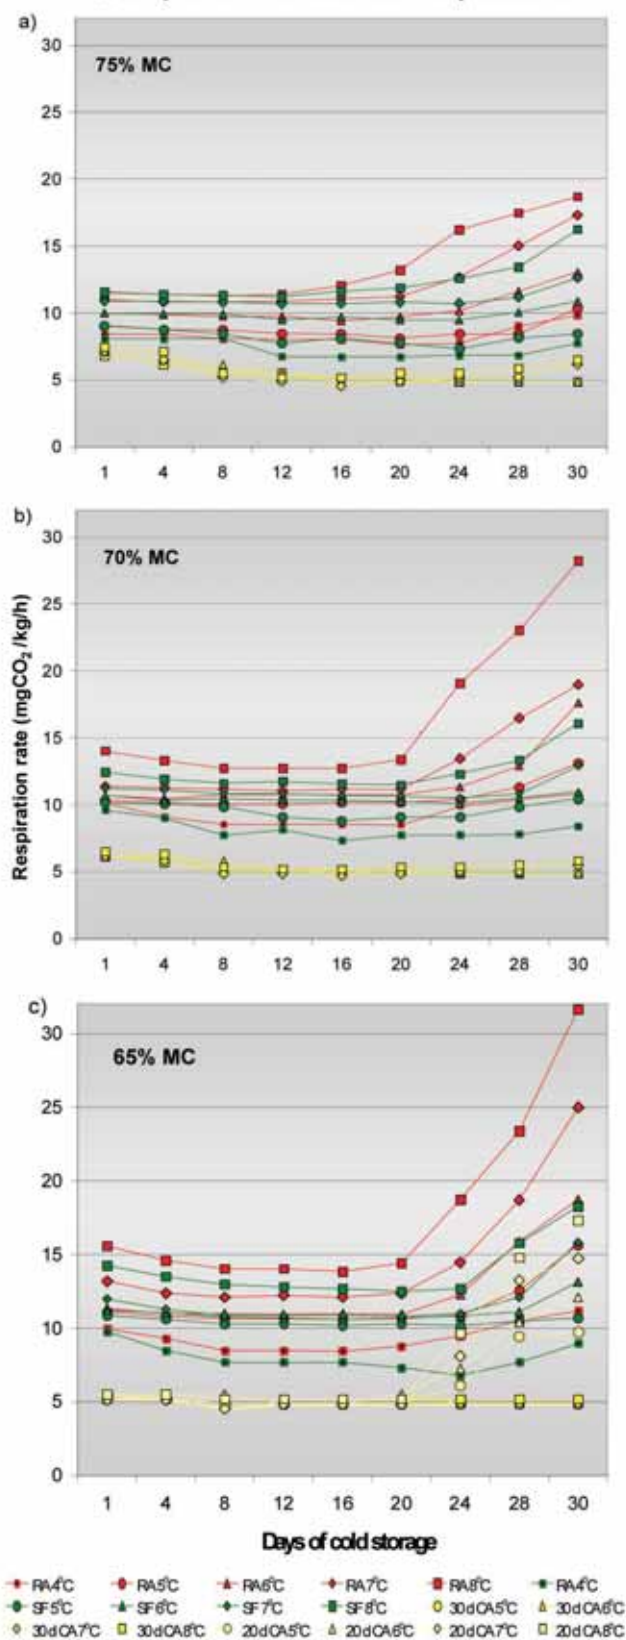 a)
75% MC
30
25
20
15
10
5
0
1 4 8 12 16 20 24 28 30
b)
70% MC
30
25
20
15
10
5
0
1 4 8 12 16 20 24 28 30
Respiration rate (mgCO₂/kg/h)
c)
65% MC
30
25
20
15
10
5
0
1 4 8 12 16 20 24 28 30
Days of cold storage
RA4°C RA5°C RA6°C RA7°C RA8°C RA4°C
SF5°C SF6°C SF7°C SF8°C 30dCA5°C 30dCA6°C
30dCA7°C 30dCA8°C 20dCA5°C 20dCA6°C 20dCA7°C 20dCA8°C